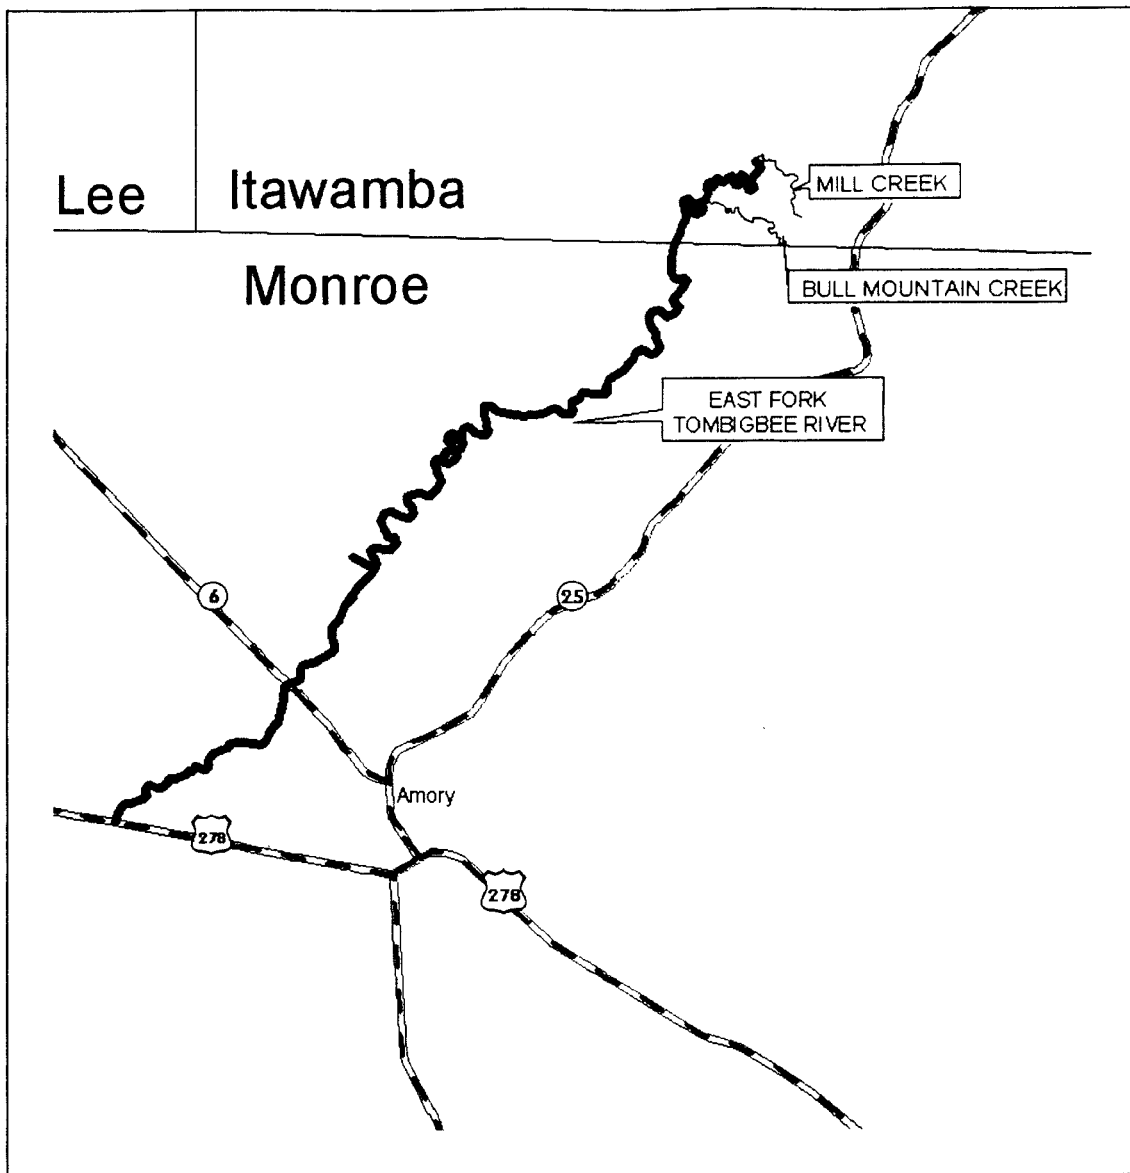 Lee
Itawamba
MILL CREEK
Monroe
BULL MOUNTAIN CREEK
EAST FORK
TOMBIGBEE RIVER
6
25
Amory
278
278